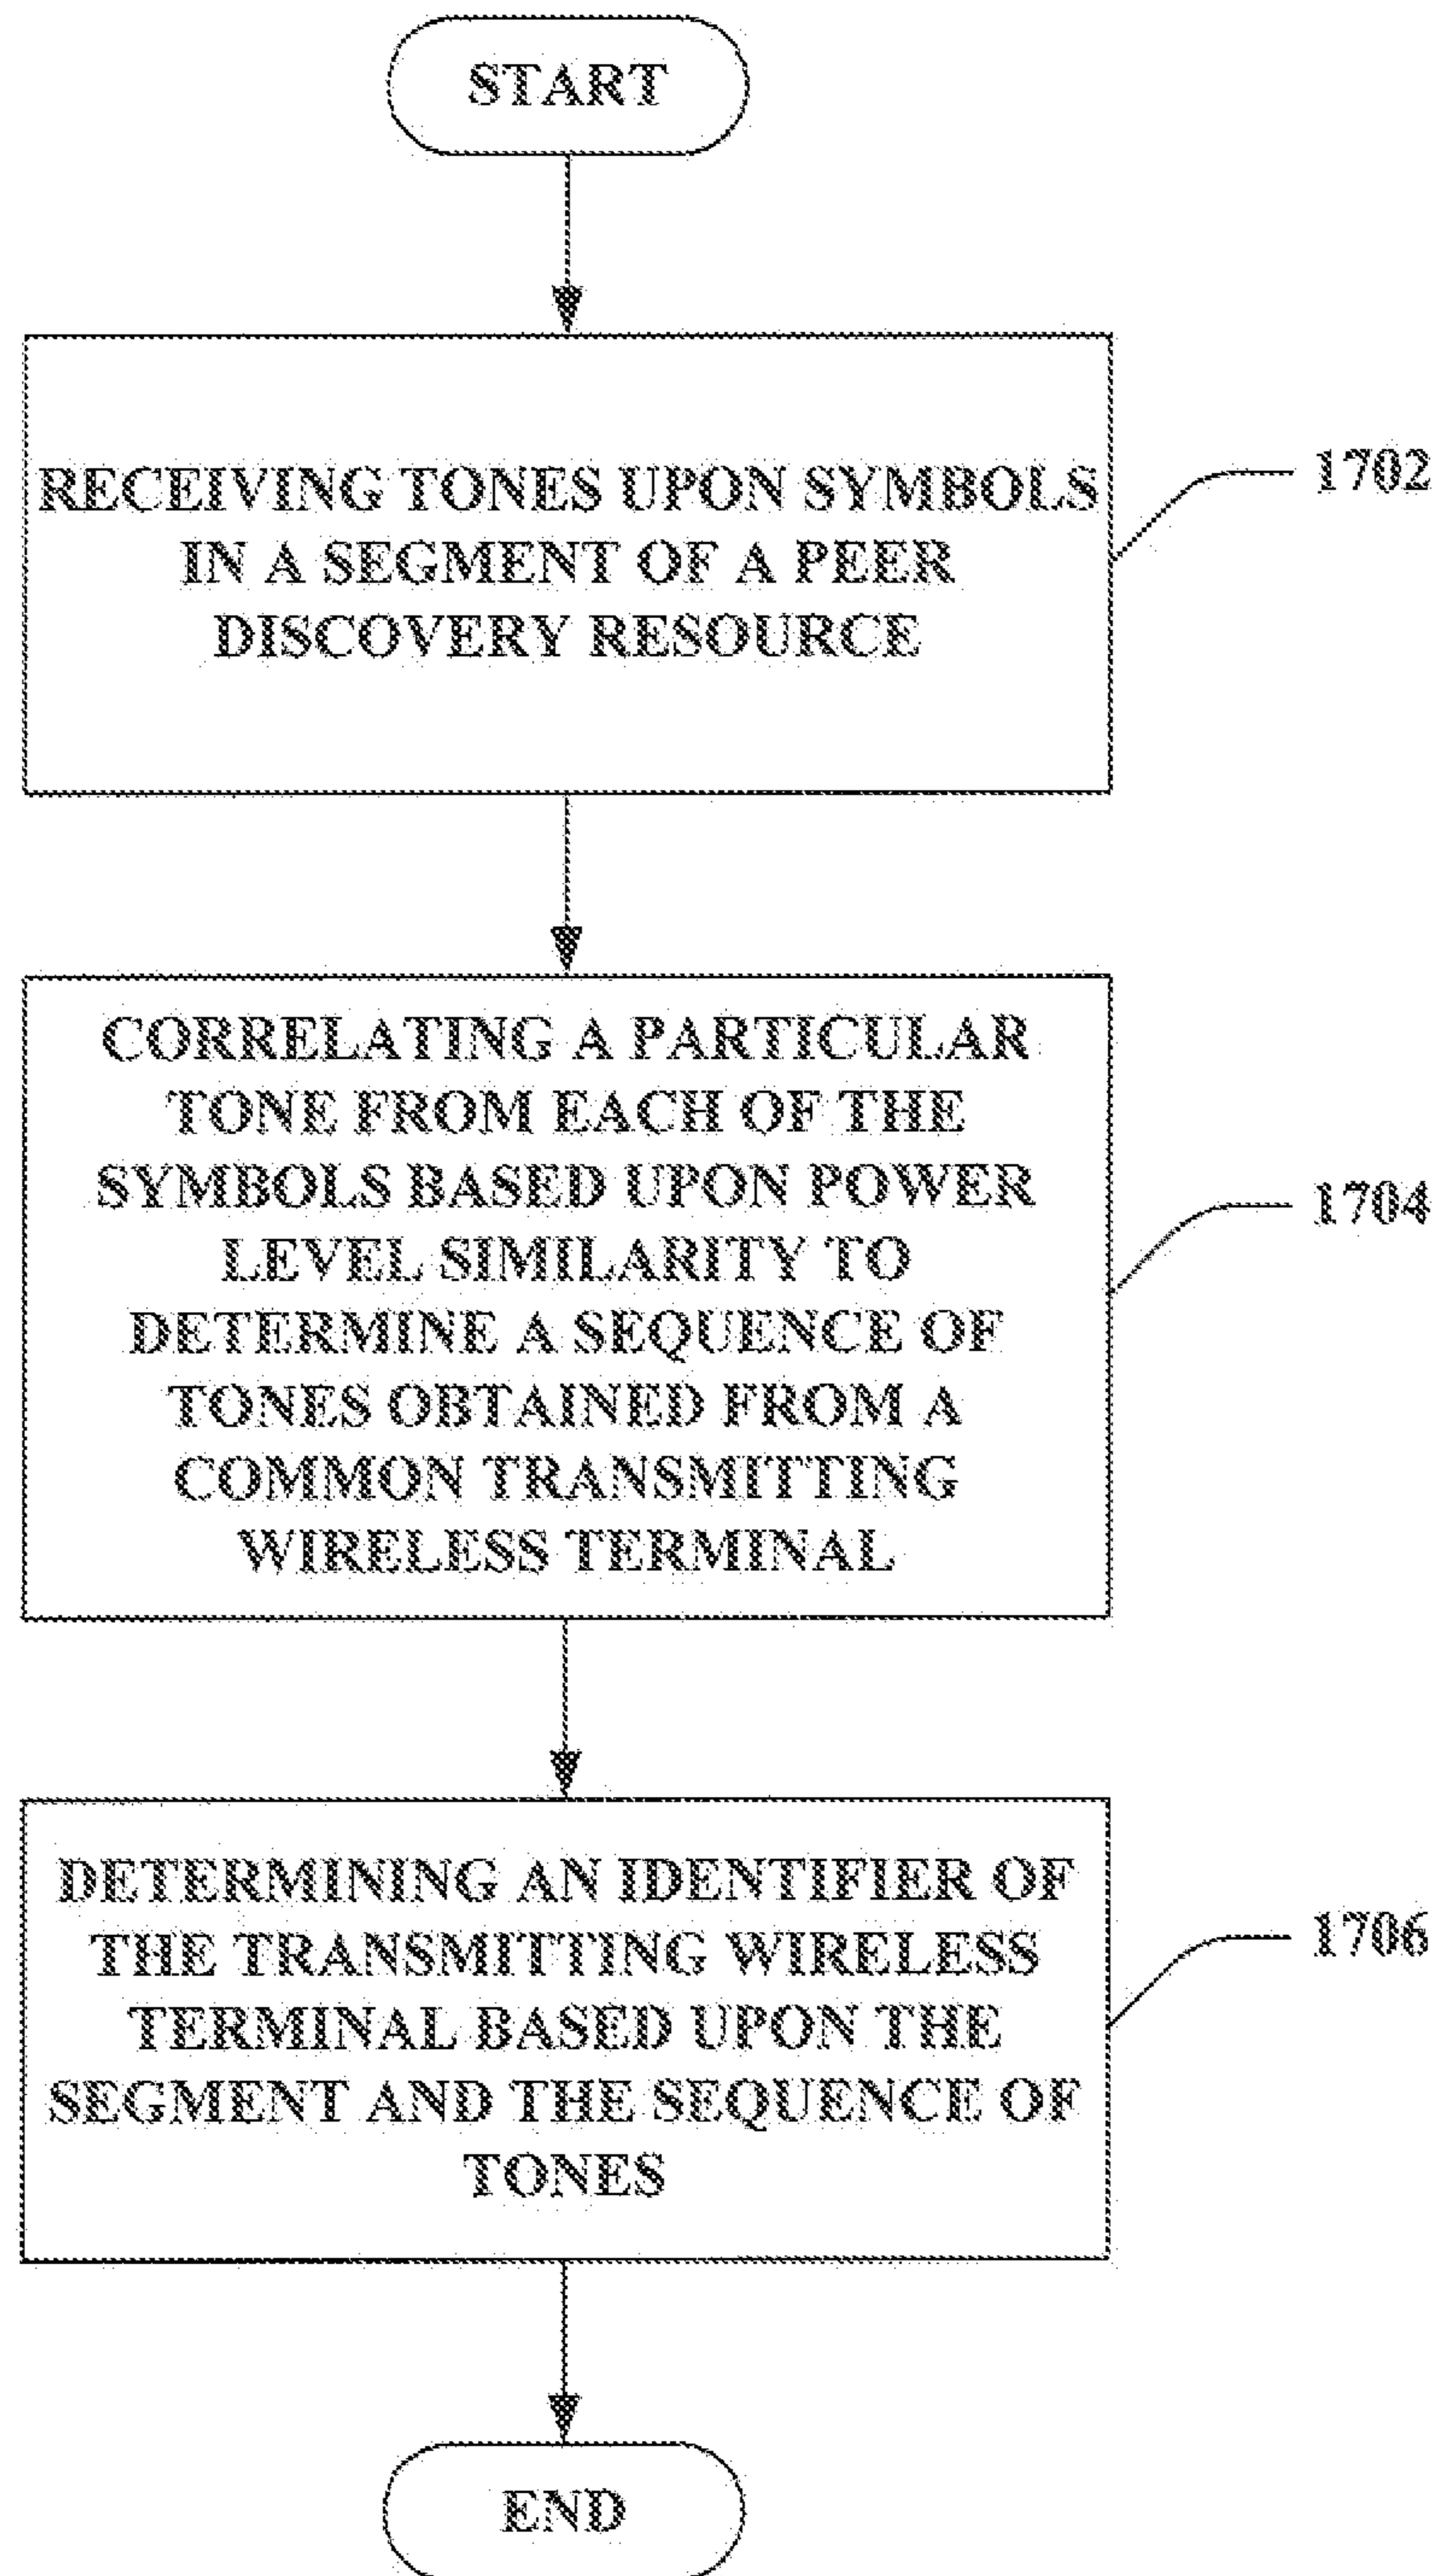 START
RECEIVING TONES UPON SYMBOLS
IN A SEGMENT OF A PEER
DISCOVERY RESOURCE
1702
CORRELATING A PARTICULAR
TONE FROM EACH OF THE
SYMBOLS BASED UPON POWER
LEVEL SIMILARITY TO
DETERMINE A SEQUENCE OF
TONES OBTAINED FROM A
COMMON TRANSMITTING
WIRELESS TERMINAL
1704
DETERMINING AN IDENTIFIER OF
THE TRANSMITTING WIRELESS
TERMINAL BASED UPON THE
SEGMENT AND THE SEQUENCE OF
TONES
1706
END